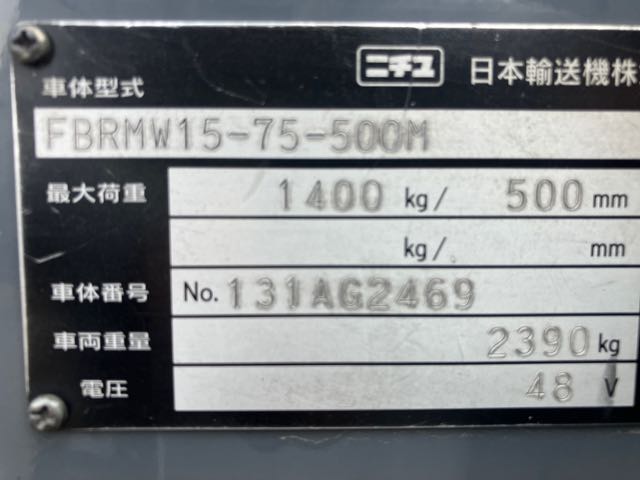 ニチユ 日本輸送機株
車体型式
FBRMW15-75-500M
最大荷重 1400 kg/ 500 mm
kg/ mm
車体番号 No. 131AG2469
車両重量 2390 kg
電圧 48 V